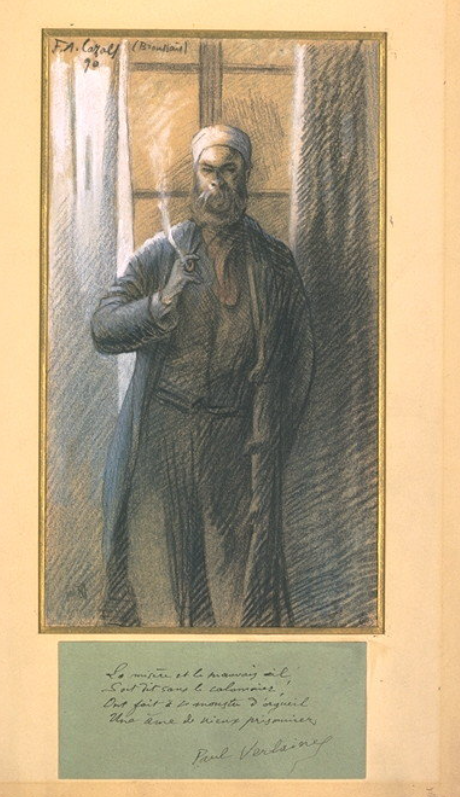 F.A. Cazals (Broussais)
90
La misère et le mauvais œil,
Soit dit sans le calomnier,
Ont fait à ce monstre d'orgueil
Une âme de vieux prisonnier,
Paul Verlaine